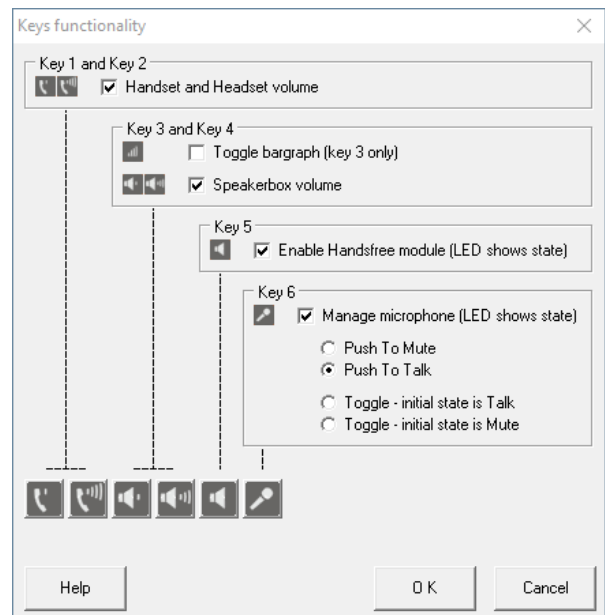 Keys functionality
Key 1 and Key 2
Handset and Headset volume
Key 3 and Key 4
Toggle bargraph (key 3 only)
Speakerbox volume
Key 5
Enable Handsfree module (LED shows state)
Key 6
Manage microphone (LED shows state)
Push To Mute
Push To Talk
Toggle - initial state is Talk
Toggle - initial state is Mute
Help
O K
Cancel